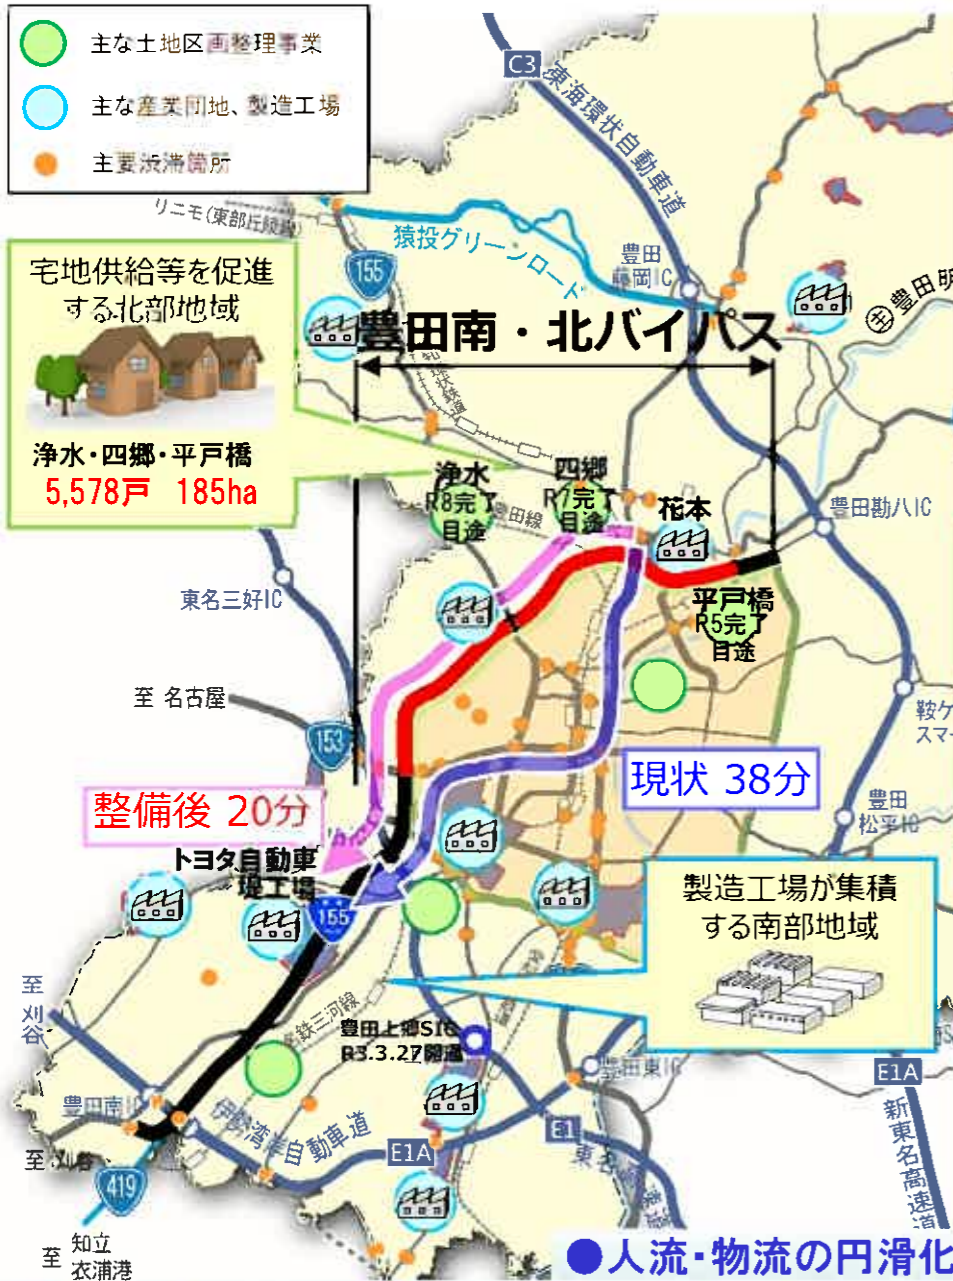 主な土地区画整理事業
主な産業団地、製造工場
主要渋滞箇所
C3
東海環状自動車道
リニモ(東部丘陵線)
猿投グリーンロード
155
豊田
藤岡IC
宅地供給等を促進
する北部地域
浄水・四郷・平戸橋
5,578戸 185ha
豊田南・北バイパス
浄水
R8完了
目途
四郷
R7完了
目途
花本
平戸橋
R5完了
目途
豊田勘八IC
東名三好IC
至 名古屋
153
整備後 20分
現状 38分
豊田
松平IC
トヨタ自動車
堤工場
155
製造工場が集積
する南部地域
至
刈谷
豊田上郷SIC
R3.3.27開通
豊田東IC
豊田南IC
伊勢湾岸自動車道
E1A
E1
E1A
新東名高速道
至 刈谷
419
至
知立
衣浦港
●人流・物流の円滑化